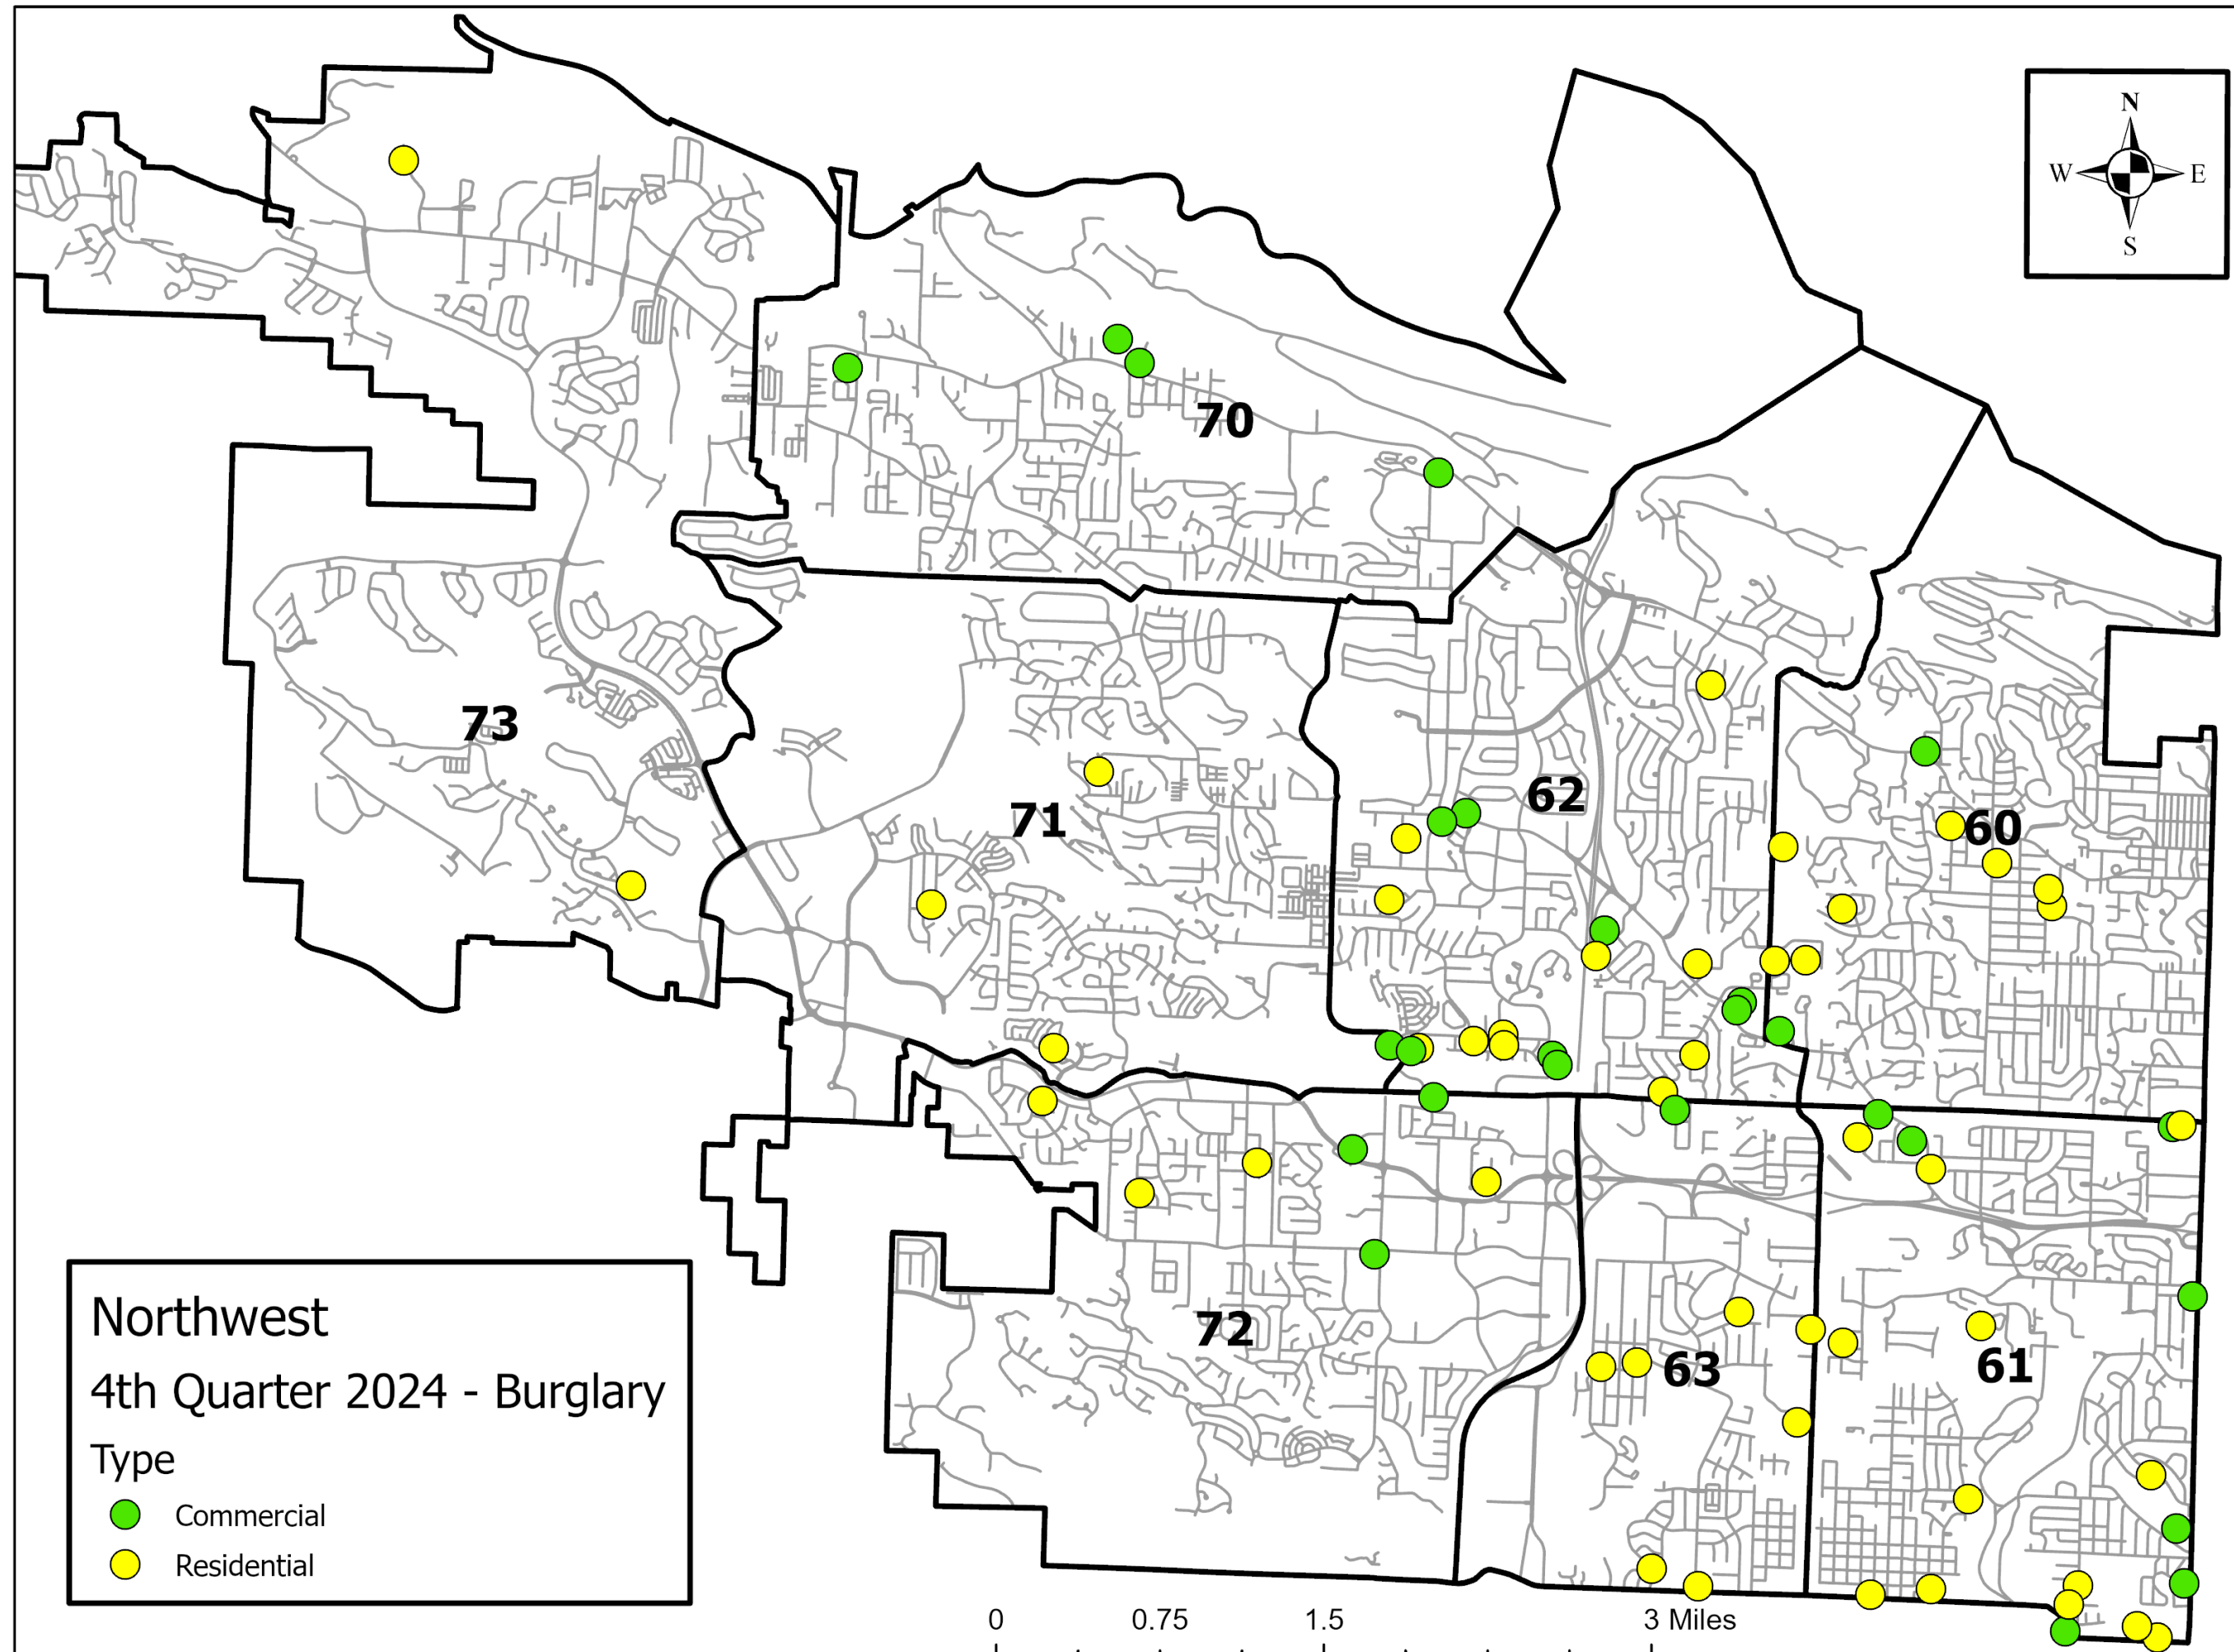 N
W E
S
70
73
62
71
60
72
63
61
Northwest
4th Quarter 2024 - Burglary
Type
Commercial
Residential
0 0.75 1.5 3 Miles